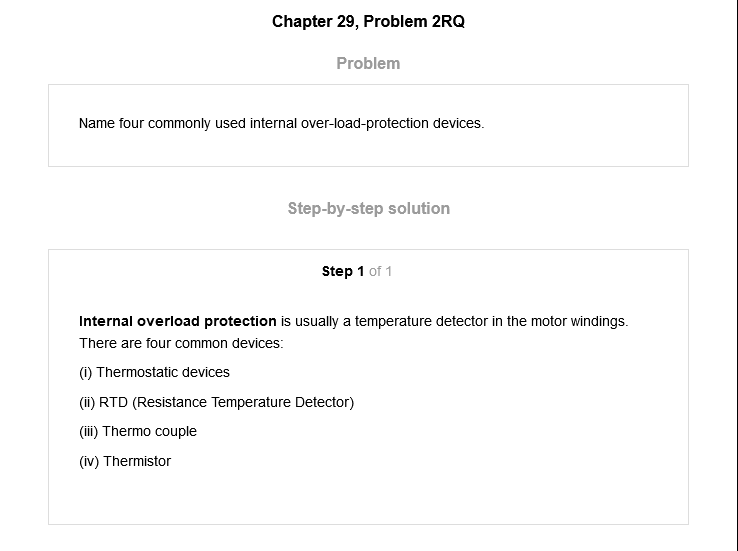 Chapter 29, Problem 2RQ
Problem
Name four commonly used internal over-load-protection devices.
Step-by-step solution
Step 1 of 1
Internal overload protection is usually a temperature detector in the motor windings.
There are four common devices:
(i) Thermostatic devices
(ii) RTD (Resistance Temperature Detector)
(iii) Thermo couple
(iv) Thermistor